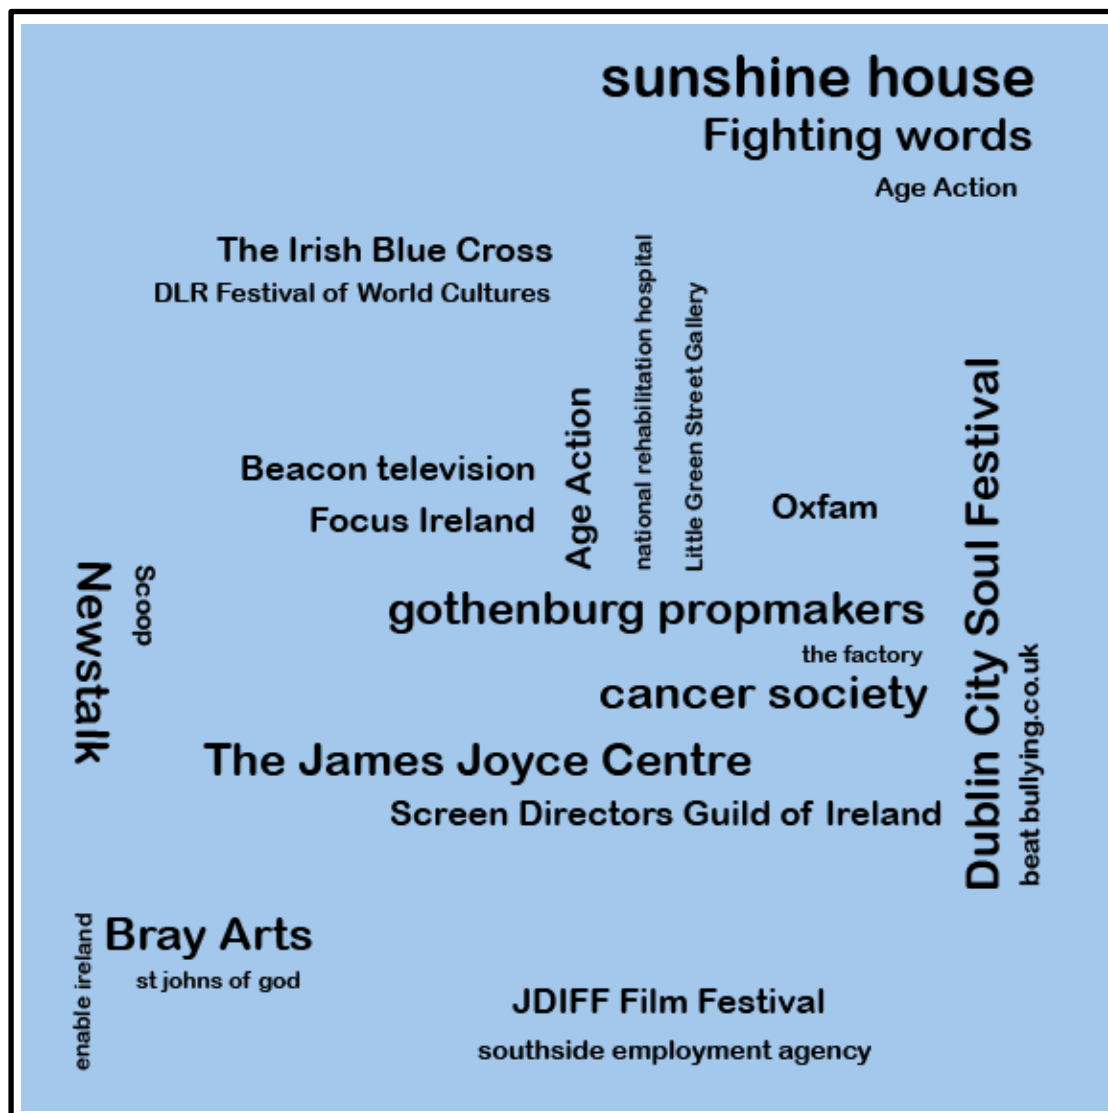 sunshine house
Fighting words
Age Action
The Irish Blue Cross
DLR Festival of World Cultures
national rehabilitation hospital
Little Green Street Gallery
Age Action
Beacon television
Focus Ireland
Oxfam
Dublin City Soul Festival
beat bullying.co.uk
Newstalk
Scoop
gothenburg propmakers
the factory
cancer society
The James Joyce Centre
Screen Directors Guild of Ireland
enable ireland
Bray Arts
st johns of god
JDIFF Film Festival
southside employment agency